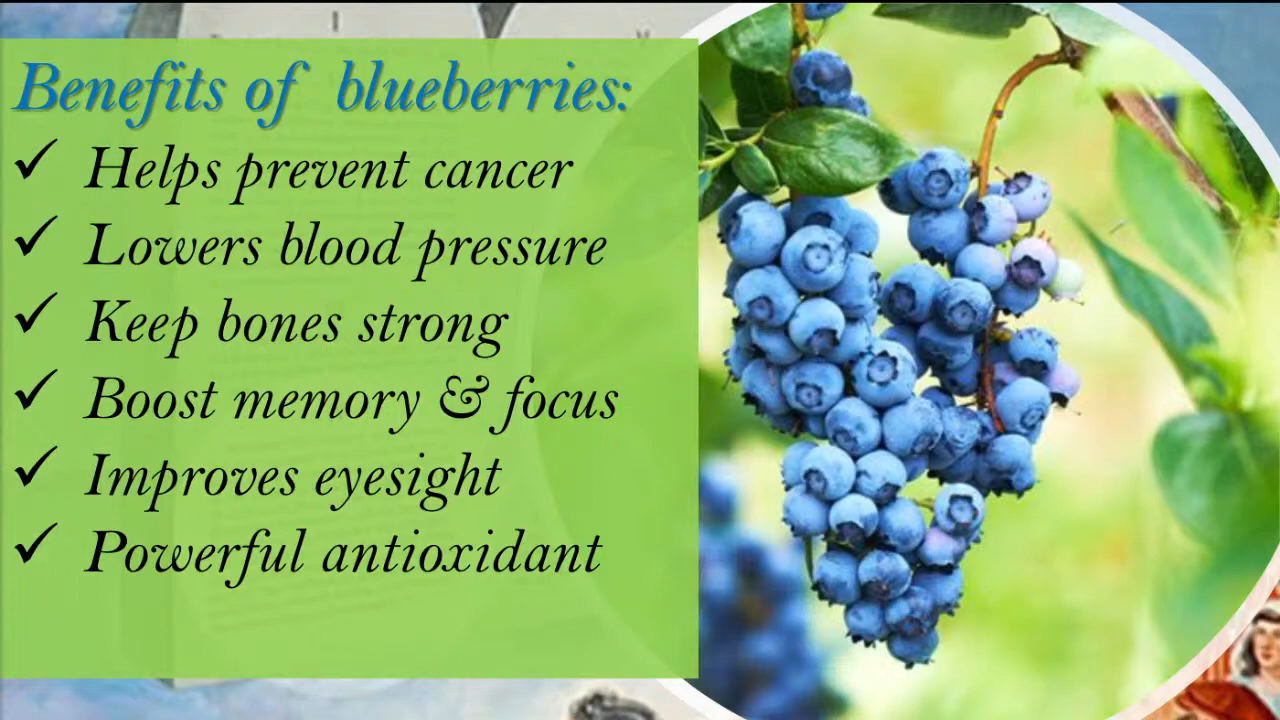 Benefits of blueberries:
✓ Helps prevent cancer
✓ Lowers blood pressure
✓ Keep bones strong
✓ Boost memory & focus
✓ Improves eyesight
✓ Powerful antioxidant